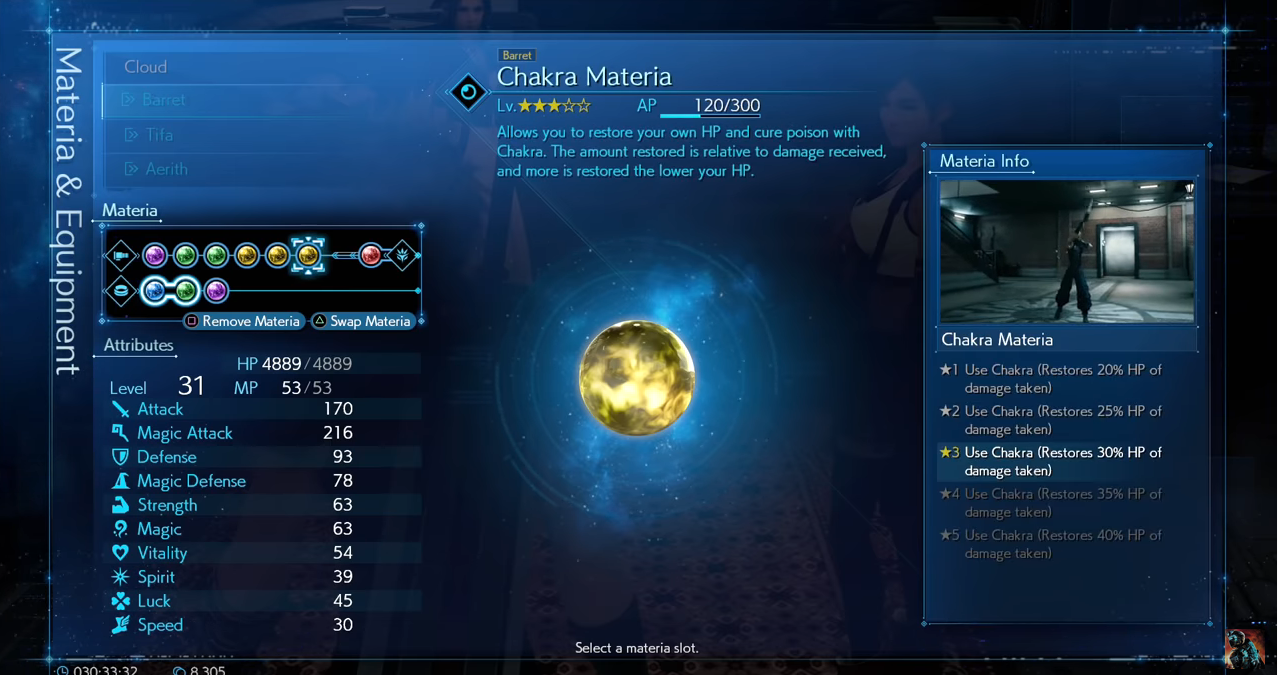 Materia & Equipment
Cloud
Barret
Tifa
Aerith
Barret
Chakra Materia
Lv.★★★☆☆ AP 120/300
Allows you to restore your own HP and cure poison with
Chakra. The amount restored is relative to damage received,
and more is restored the lower your HP.
Materia
Remove Materia Swap Materia
Attributes
HP 4889/4889
Level 31 MP 53/53
Attack 170
Magic Attack 216
Defense 93
Magic Defense 78
Strength 63
Magic 63
Vitality 54
Spirit 39
Luck 45
Speed 30
Materia Info
Chakra Materia
★1 Use Chakra (Restores 20% HP of
damage taken)
★2 Use Chakra (Restores 25% HP of
damage taken)
★3 Use Chakra (Restores 30% HP of
damage taken)
★4 Use Chakra (Restores 35% HP of
damage taken)
★5 Use Chakra (Restores 40% HP of
damage taken)
Select a materia slot.
030:33:32 8,305